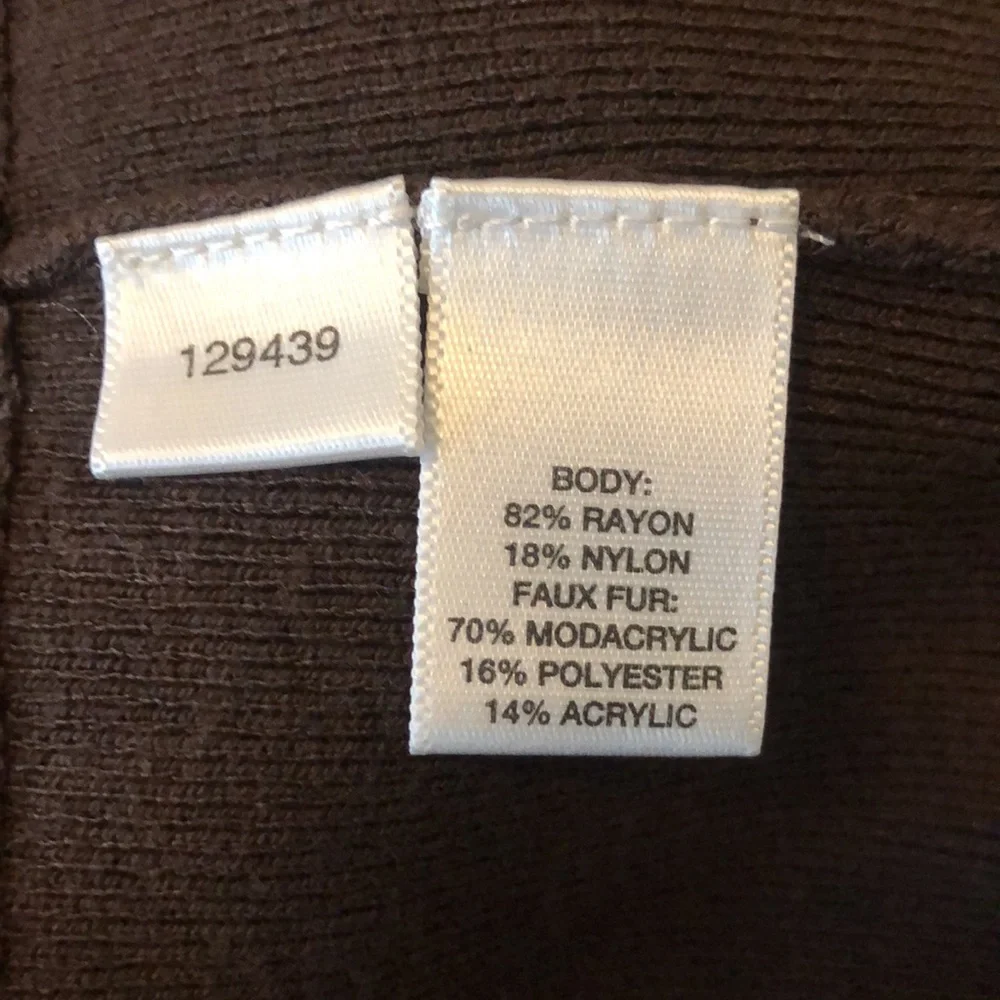 129439
BODY:
82% RAYON
18% NYLON
FAUX FUR:
70% MODACRYLIC
16% POLYESTER
14% ACRYLIC